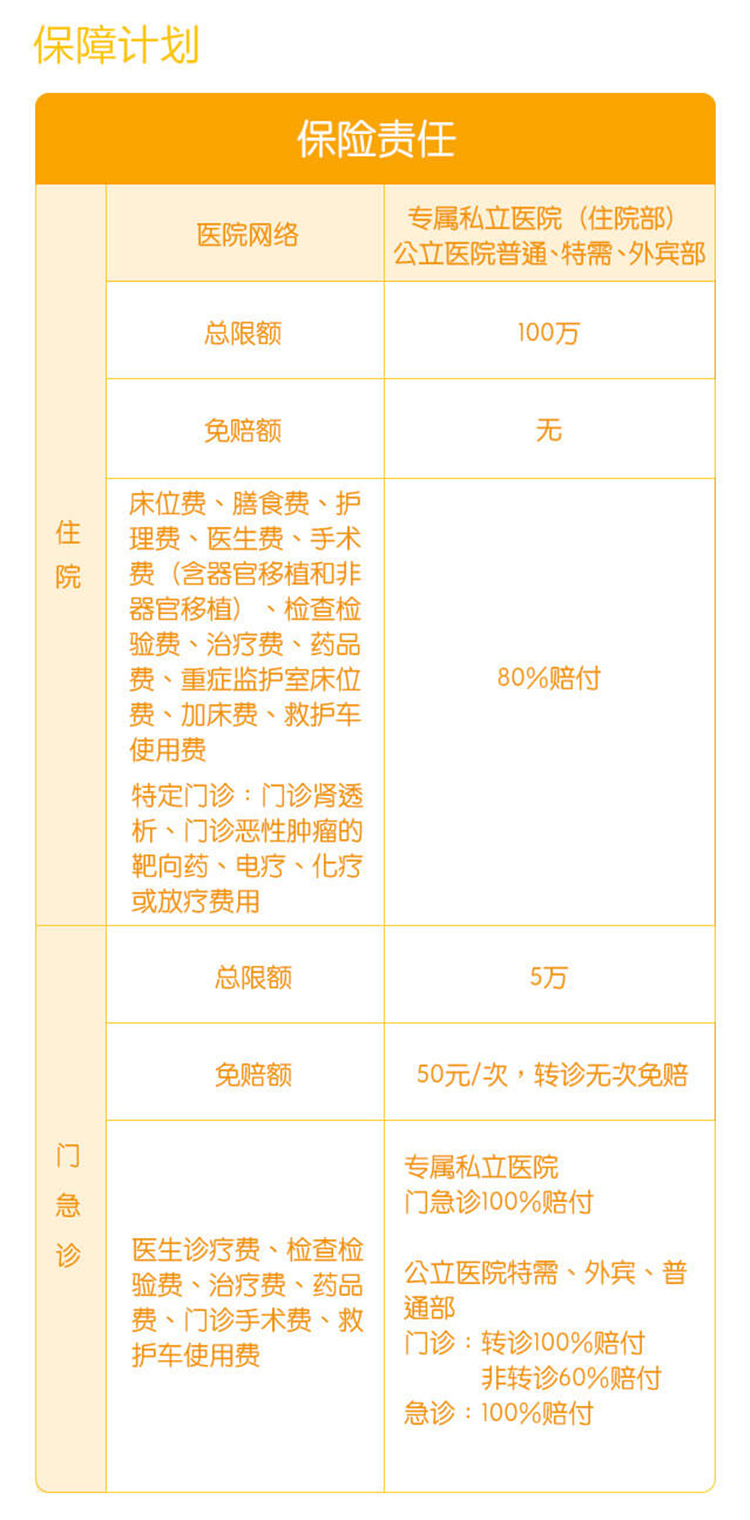 保障计划
保险责任
住
院
医院网络
专属私立医院（住院部）
公立医院普通、特需、外宾部
总限额
100万
免赔额
无
床位费、膳食费、护
理费、医生费、手术
费（含器官移植和非
器官移植）、检查检
验费、治疗费、药品
费、重症监护室床位
费、加床费、救护车
使用费
特定门诊：门诊肾透
析、门诊恶性肿瘤的
靶向药、电疗、化疗
或放疗费用
80%赔付
门
急
诊
总限额
5万
免赔额
50元/次，转诊无次免赔
医生诊疗费、检查检
验费、治疗费、药品
费、门诊手术费、救
护车使用费
专属私立医院
门急诊100%赔付
公立医院特需、外宾、普
通部
门诊：转诊100%赔付
非转诊60%赔付
急诊：100%赔付